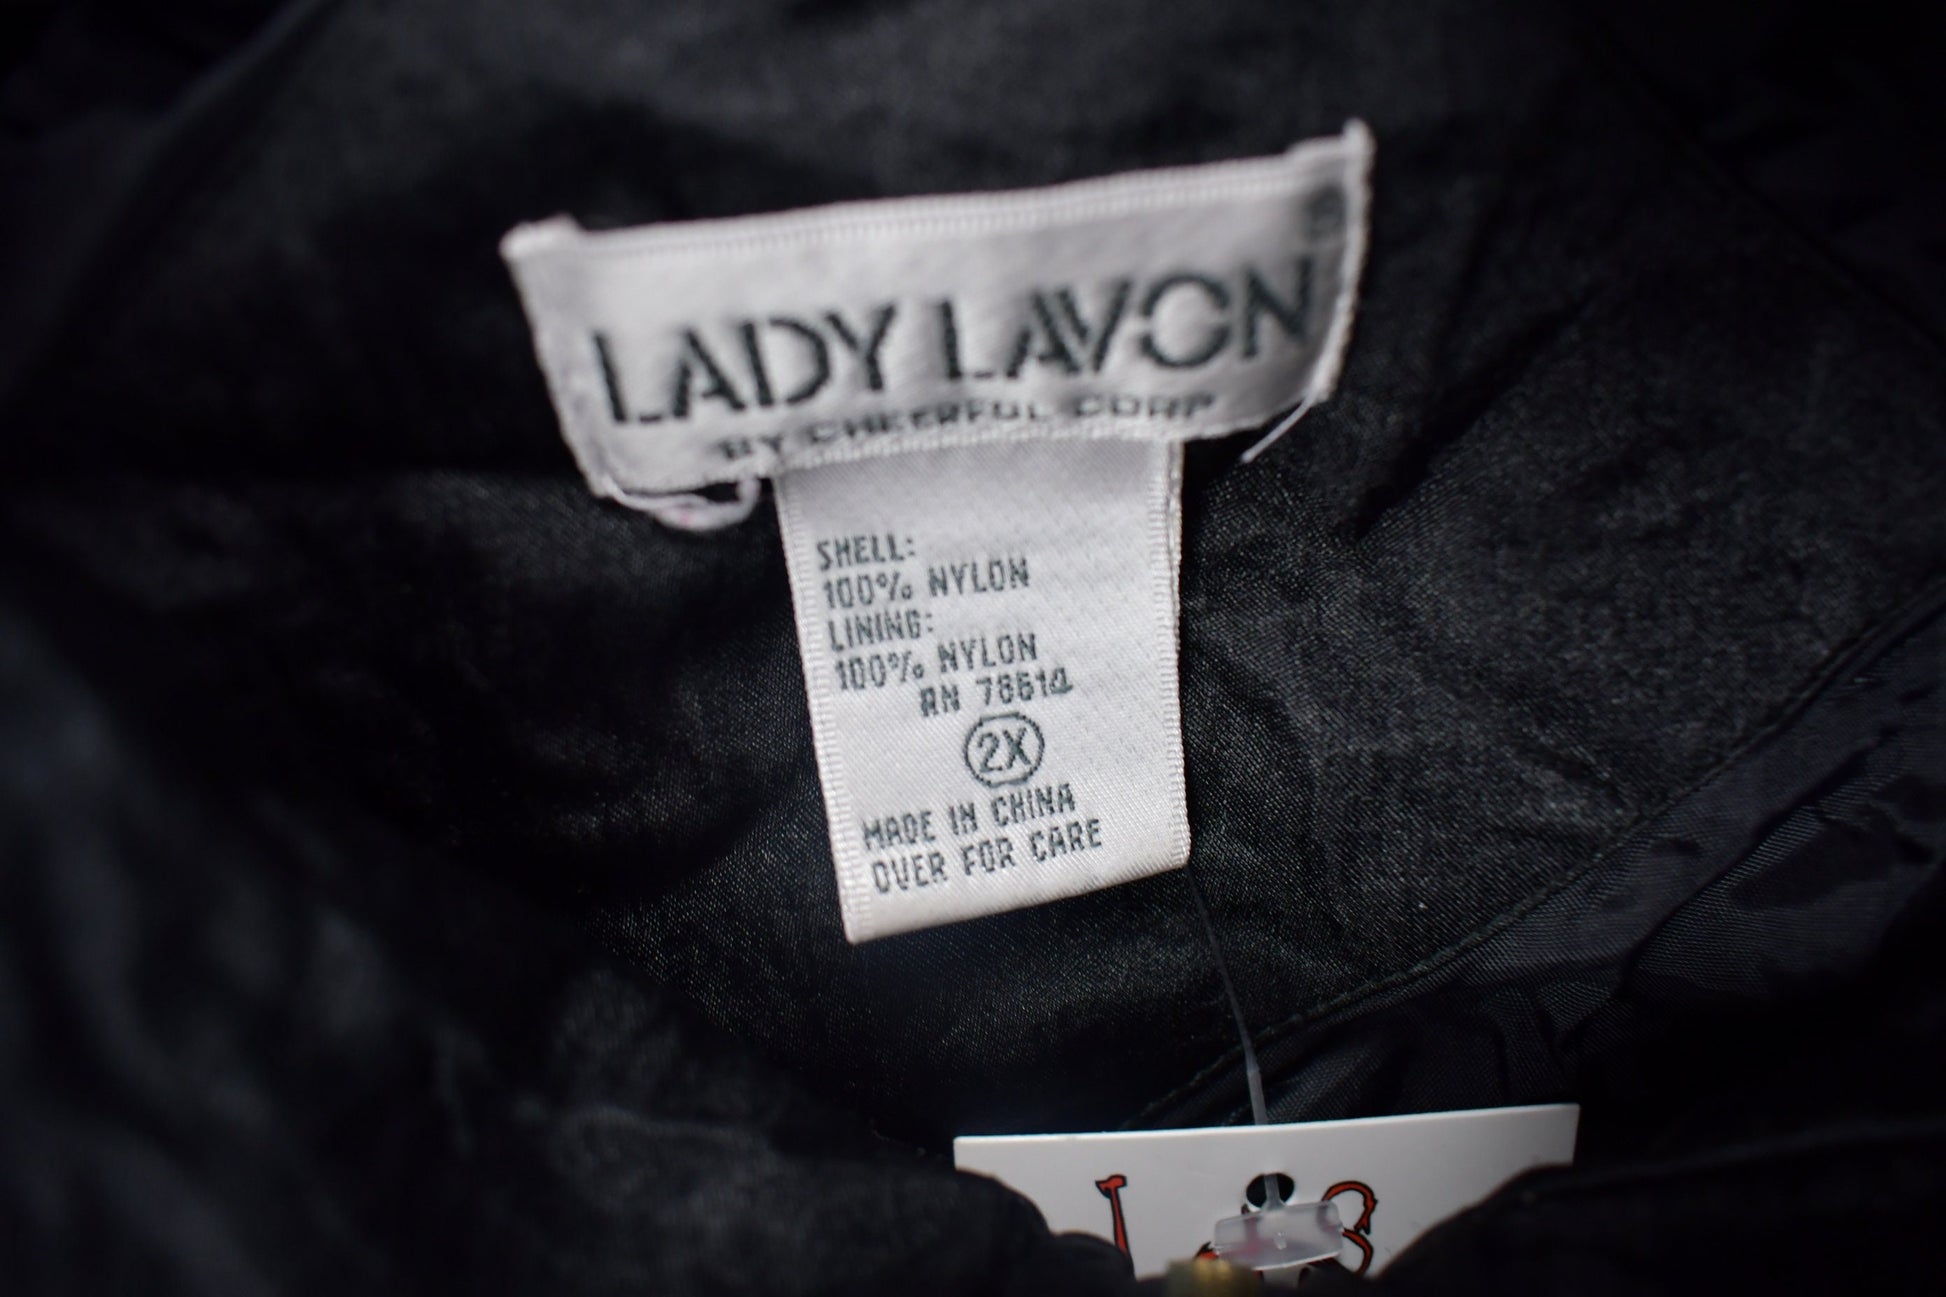 LADY LAVON
BY CHEERFUL CORP
SHELL:
100% NYLON
LINING:
100% NYLON
RN 78614
2X
MADE IN CHINA
OVER FOR CARE